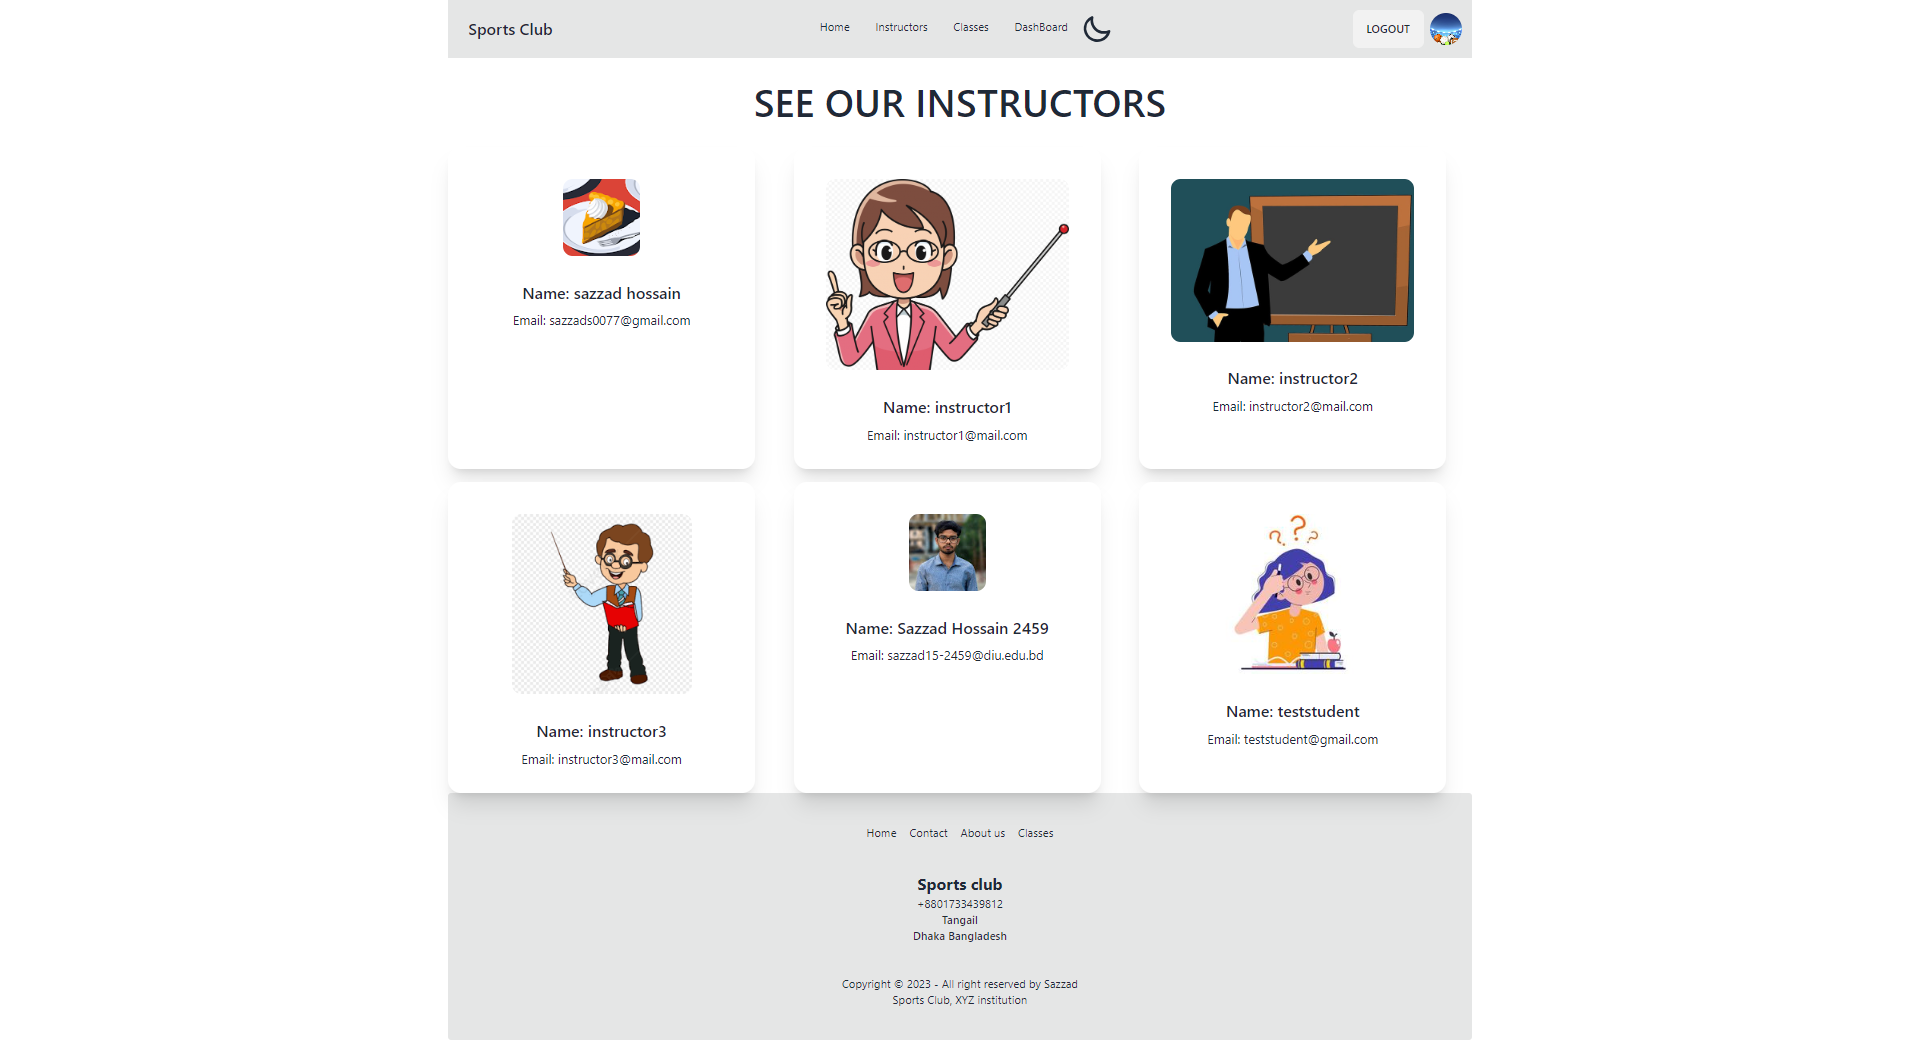 Sports Club
Home Instructors Classes DashBoard
LOGOUT
SEE OUR INSTRUCTORS
Name: sazzad hossain
Email: sazzads0077@gmail.com
Name: instructor1
Email: instructor1@mail.com
Name: instructor2
Email: instructor2@mail.com
Name: instructor3
Email: instructor3@mail.com
Name: Sazzad Hossain 2459
Email: sazzad15-2459@diu.edu.bd
? ? ?
Name: teststudent
Email: teststudent@gmail.com
Home Contact About us Classes
Sports club
+8801733439812
Tangail
Dhaka Bangladesh
Copyright © 2023 - All right reserved by Sazzad
Sports Club, XYZ institution